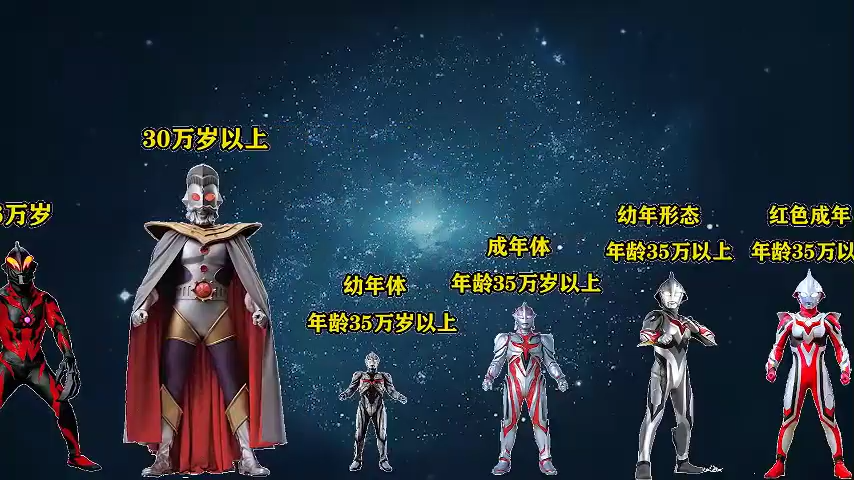 万岁
30万岁以上
幼年体
年龄35万岁以上
成年体
年龄35万岁以上
幼年形态
年龄35万以上
红色成年
年龄35万以